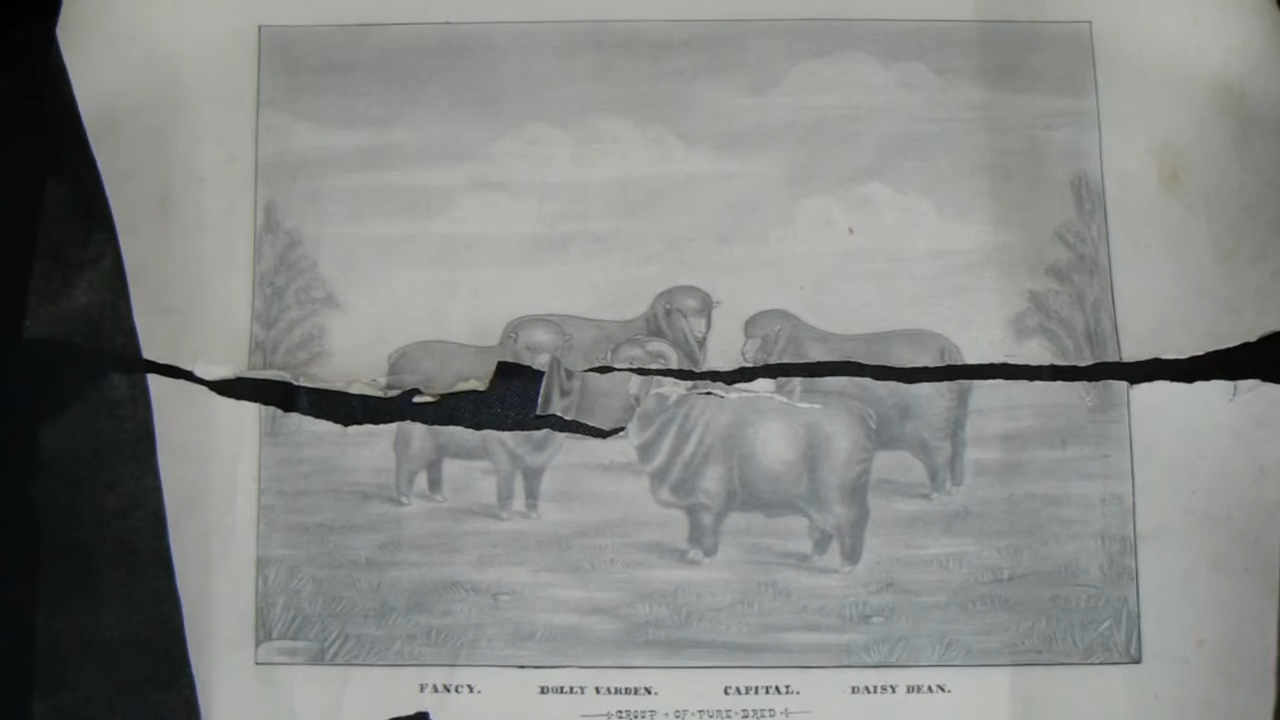 FANCY. DOLLY VARDEN. CAPITAL. DAISY DEAN.
GROUP OF PURE BRED